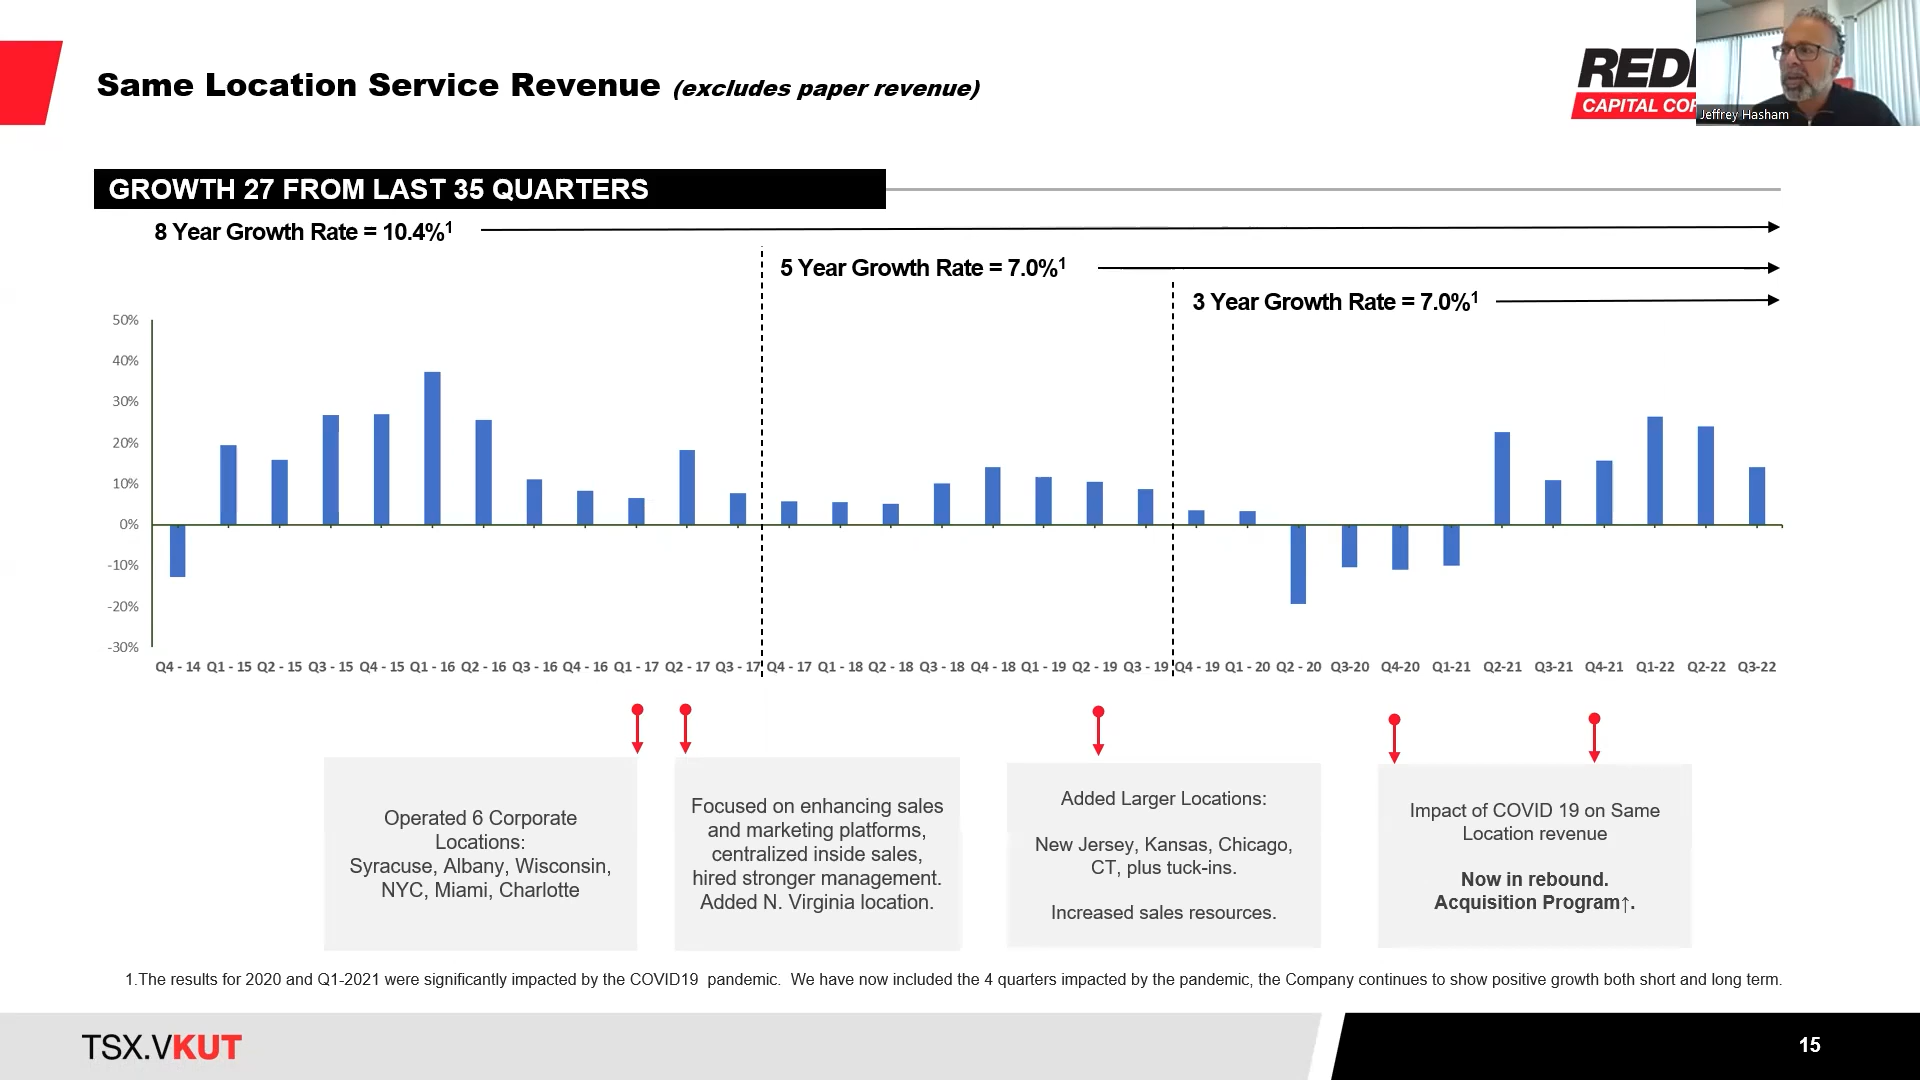 Same Location Service Revenue (excludes paper revenue)
CAPITAL
Jeffrey Hasham
GROWTH 27 FROM LAST 35 QUARTERS
8 Year Growth Rate = 10.4%1
5 Year Growth Rate = 7.0%1
3 Year Growth Rate = 7.0%1
50%
40%
30%
20%
10%
0%
-10%
-20%
-30%
Q4 - 14 Q1 - 15 Q2 - 15 Q3 - 15 Q4 - 15 Q1 - 16 Q2 - 16 Q3 - 16 Q4 - 16 Q1 - 17 Q2 - 17 Q3 - 17 Q4 - 17 Q1 - 18 Q2 - 18 Q3 - 18 Q4 - 18 Q1 - 19 Q2 - 19 Q3 - 19 Q4 - 19 Q1 - 20 Q2 - 20 Q3-20 Q4-20 Q1-21 Q2-21 Q3-21 Q4-21 Q1-22 Q2-22 Q3-22
Operated 6 Corporate
Locations:
Syracuse, Albany, Wisconsin,
NYC, Miami, Charlotte
Focused on enhancing sales
and marketing platforms,
centralized inside sales,
hired stronger management.
Added N. Virginia location.
Added Larger Locations:
New Jersey, Kansas, Chicago,
CT, plus tuck-ins.
Increased sales resources.
Impact of COVID 19 on Same
Location revenue
Now in rebound.
Acquisition Program↑.
1.The results for 2020 and Q1-2021 were significantly impacted by the COVID19 pandemic. We have now included the 4 quarters impacted by the pandemic, the Company continues to show positive growth both short and long term.
TSX.VKUT
15